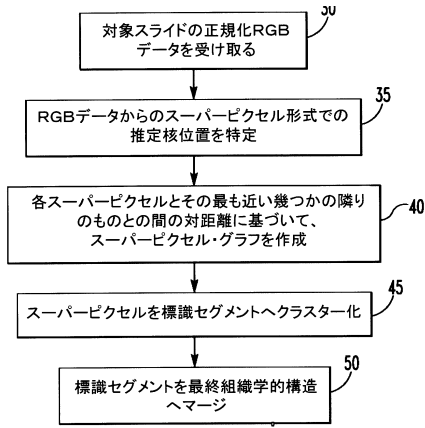 30
対象スライドの正規化RGB
データを受け取る
35
RGBデータからのスーパーピクセル形式での
推定核位置を特定
40
各スーパーピクセルとその最も近い幾つかの隣り
のものとの間の対距離に基づいて、
スーパーピクセル・グラフを作成
45
スーパーピクセルを標識セグメントへクラスター化
50
標識セグメントを最終組織学的構造
へマージ